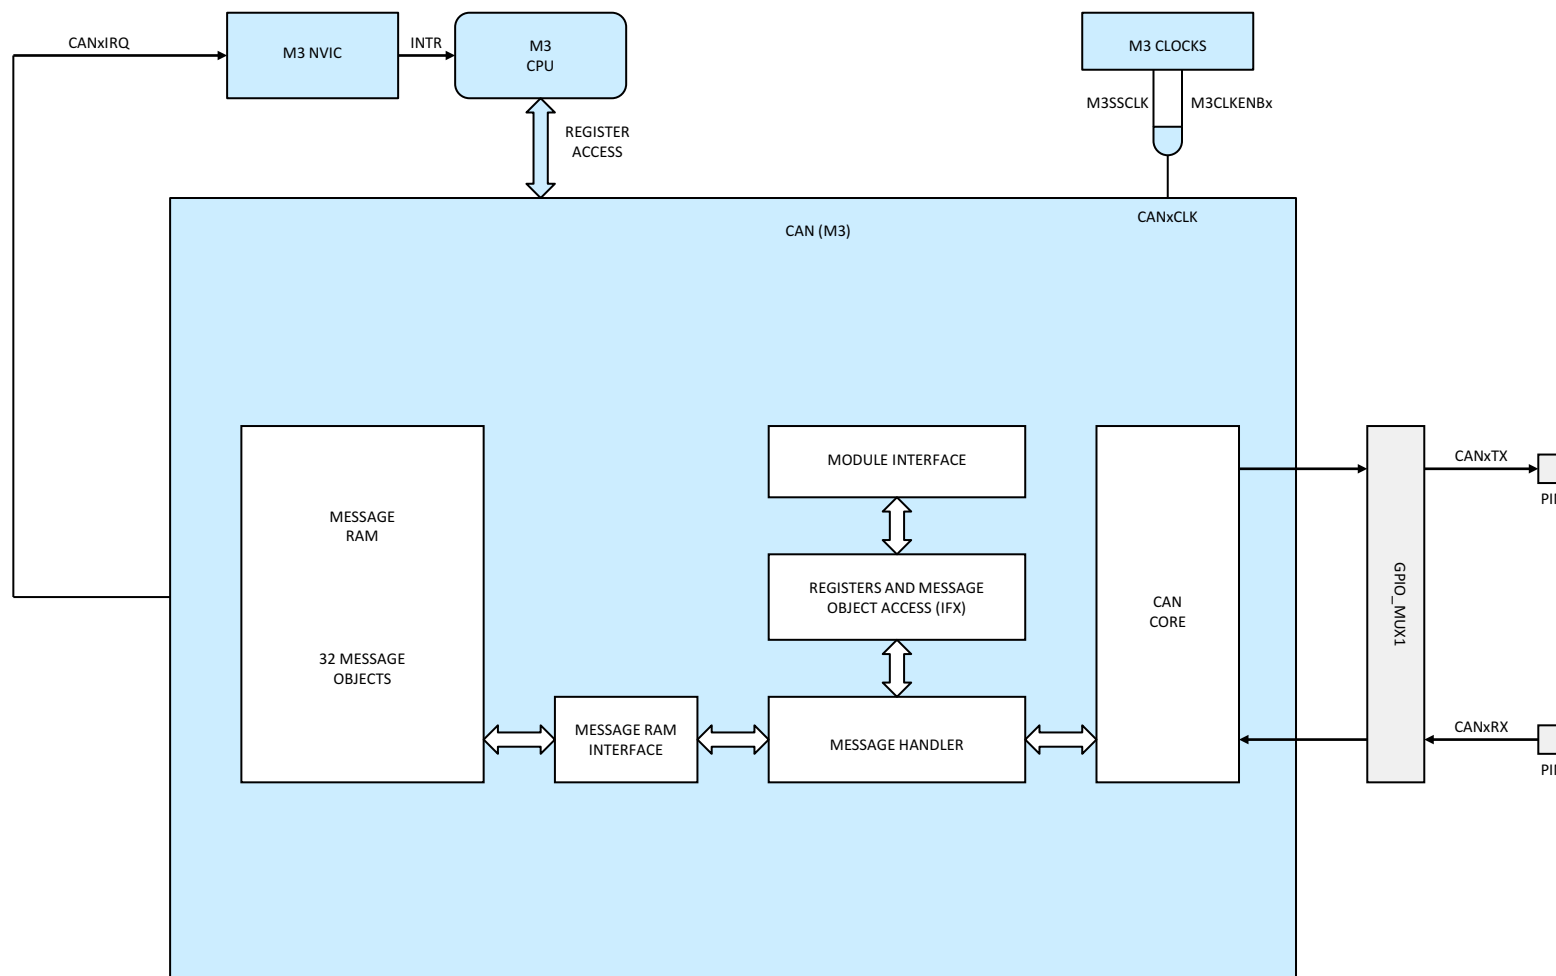 CANxIRQ
M3 NVIC
INTR
M3
CPU
M3 CLOCKS
M3SSCLK
M3CLKENBx
REGISTER
ACCESS
CANxCLK
CAN (M3)
MESSAGE
RAM
32 MESSAGE
OBJECTS
MODULE INTERFACE
REGISTERS AND MESSAGE
OBJECT ACCESS (IFX)
MESSAGE RAM
INTERFACE
MESSAGE HANDLER
CAN
CORE
GPIO_MUX1
CANxTX
CANxRX